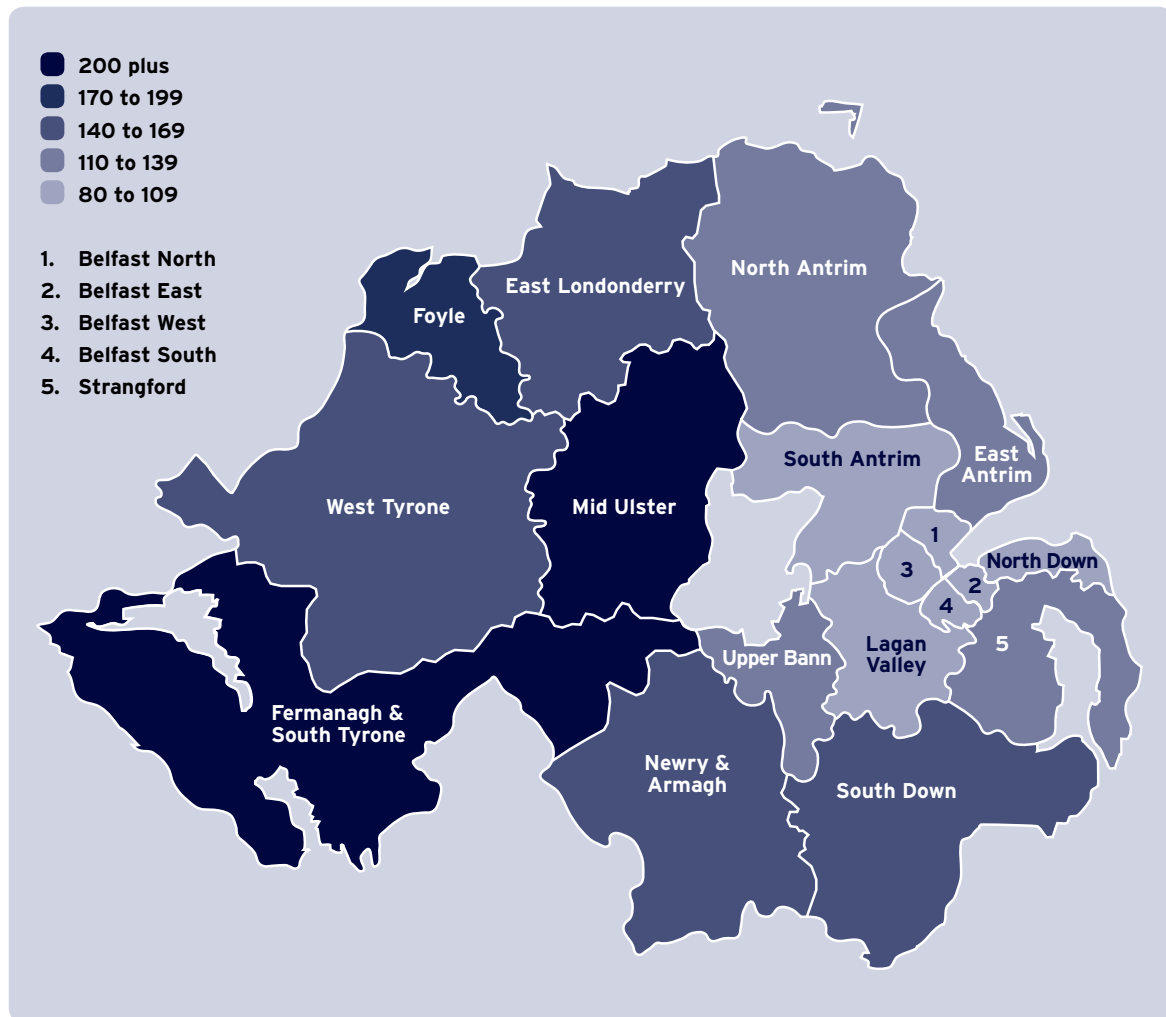 200 plus
170 to 199
140 to 169
110 to 139
80 to 109
1. Belfast North
2. Belfast East
3. Belfast West
4. Belfast South
5. Strangford
North Antrim
East Londonderry
Foyle
South Antrim
East
Antrim
West Tyrone
Mid Ulster
1
North Down
3
2
4
Lagan
Valley
5
Upper Bann
Fermanagh &
South Tyrone
Newry &
Armagh
South Down